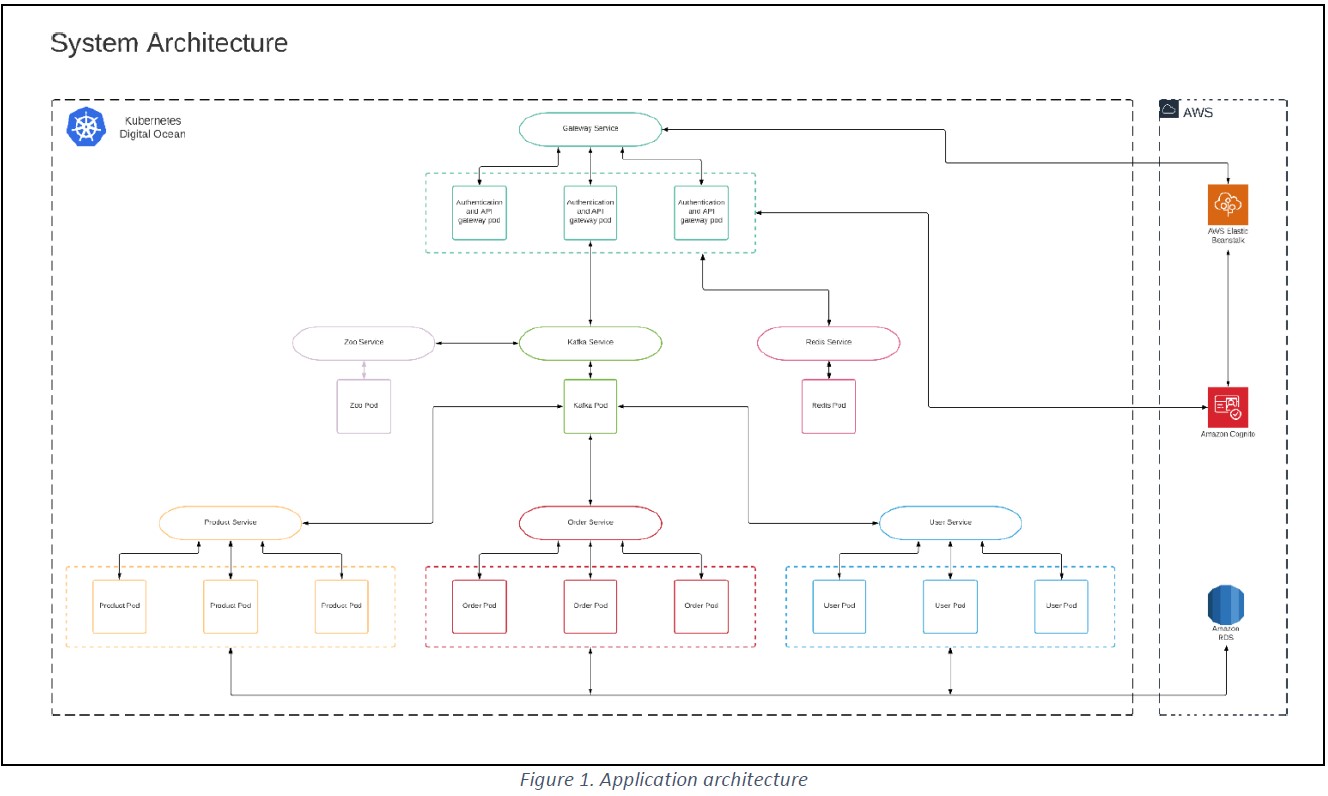 System Architecture
Kubernetes
Digital Ocean
AWS
Gateway Service
Authentication
and API
gateway pod
Authentication
and API
gateway pod
Authentication
and API
gateway pod
AWS Elastic
Beanstalk
Zoo Service
Kafka Service
Redis Service
Zoo Pod
Kafka Pod
Redis Pod
Amazon Cognito
Product Service
Order Service
User Service
Product Pod
Product Pod
Product Pod
Order Pod
Order Pod
Order Pod
User Pod
User Pod
User Pod
Amazon
RDS
Figure 1. Application architecture